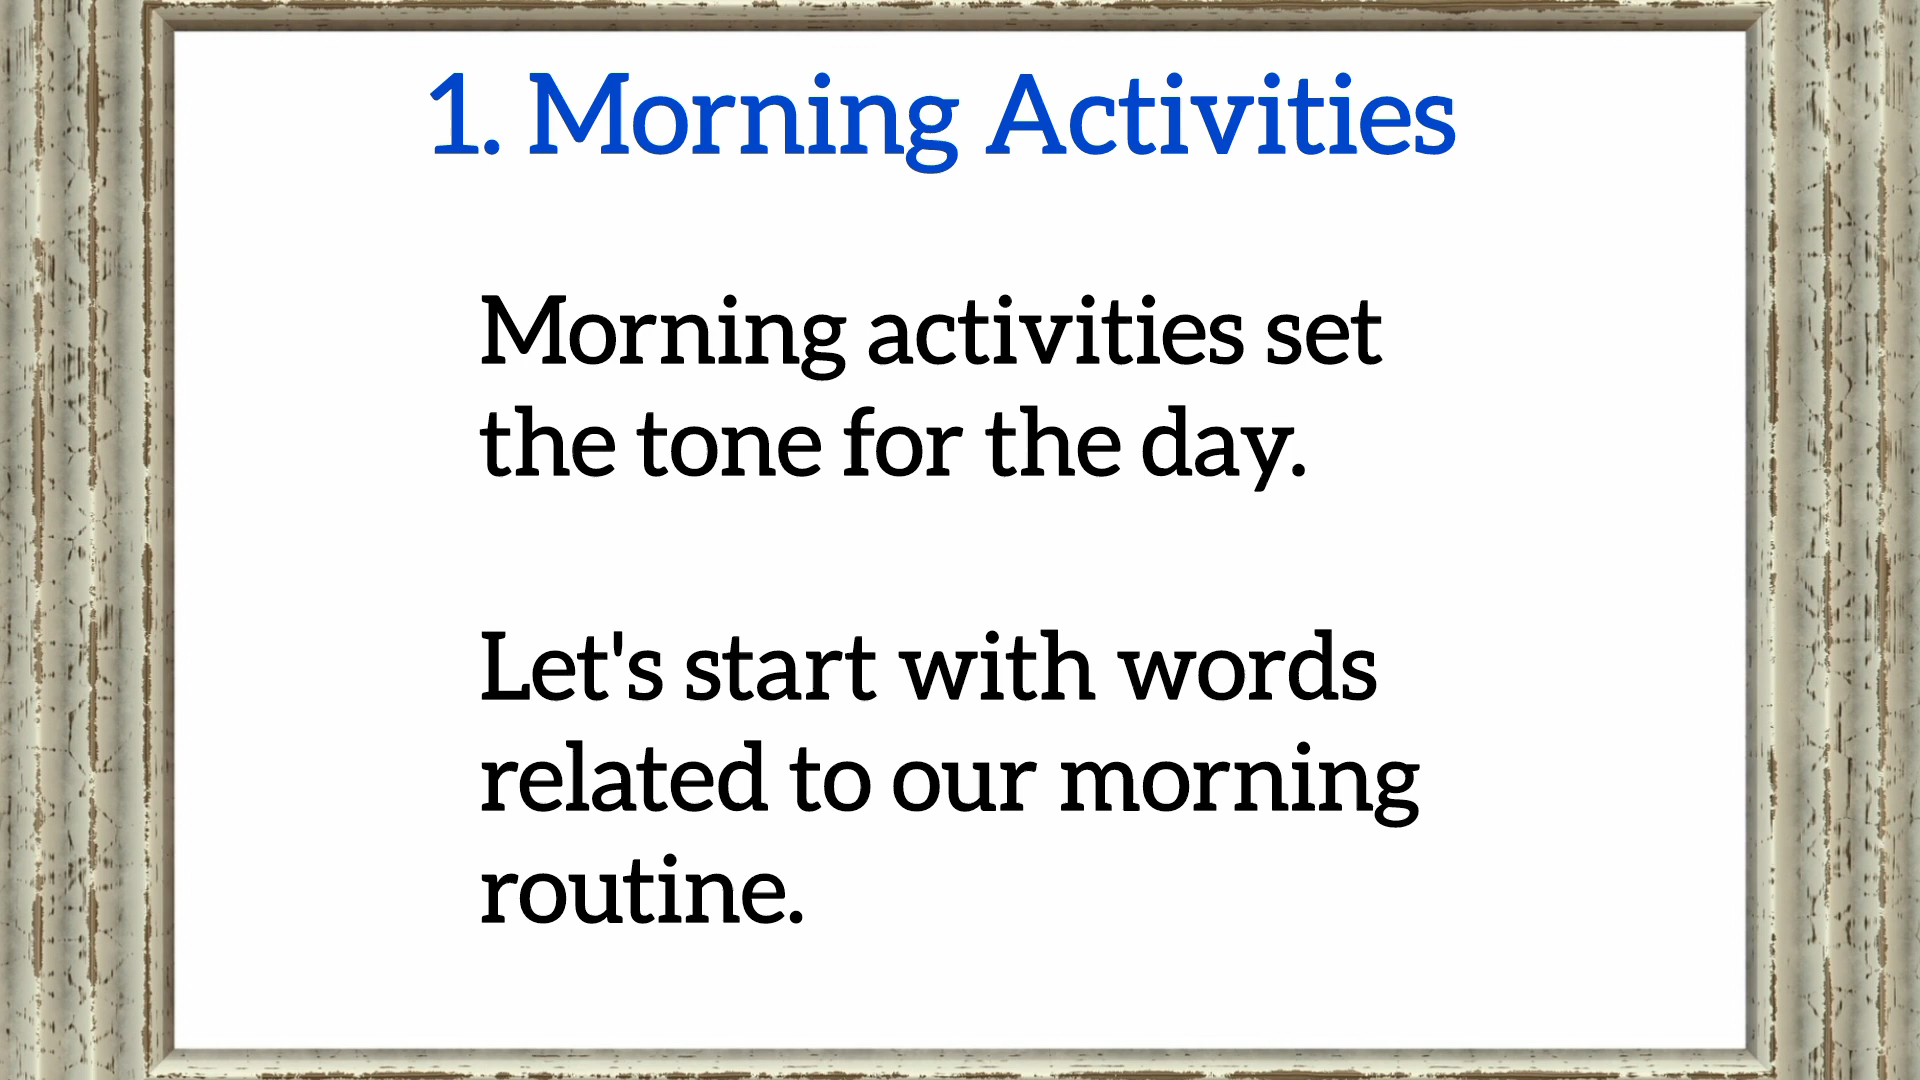 1. Morning Activities
Morning activities set
the tone for the day.
Let's start with words
related to our morning
routine.